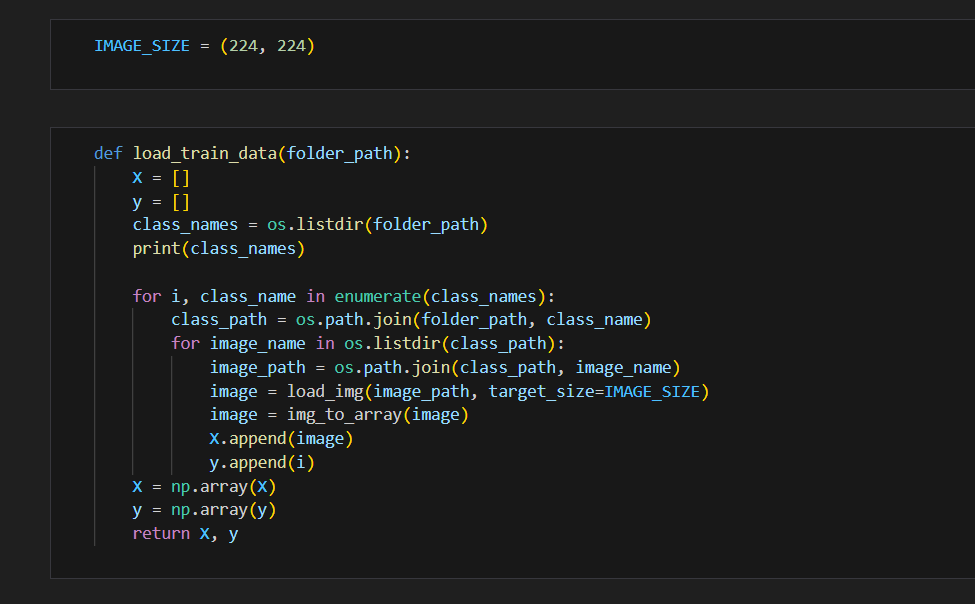 IMAGE_SIZE = (224, 224)
def load_train_data(folder_path):
    X = []
    y = []
    class_names = os.listdir(folder_path)
    print(class_names)

    for i, class_name in enumerate(class_names):
        class_path = os.path.join(folder_path, class_name)
        for image_name in os.listdir(class_path):
            image_path = os.path.join(class_path, image_name)
            image = load_img(image_path, target_size=IMAGE_SIZE)
            image = img_to_array(image)
            X.append(image)
            y.append(i)
    X = np.array(X)
    y = np.array(y)
    return X, y